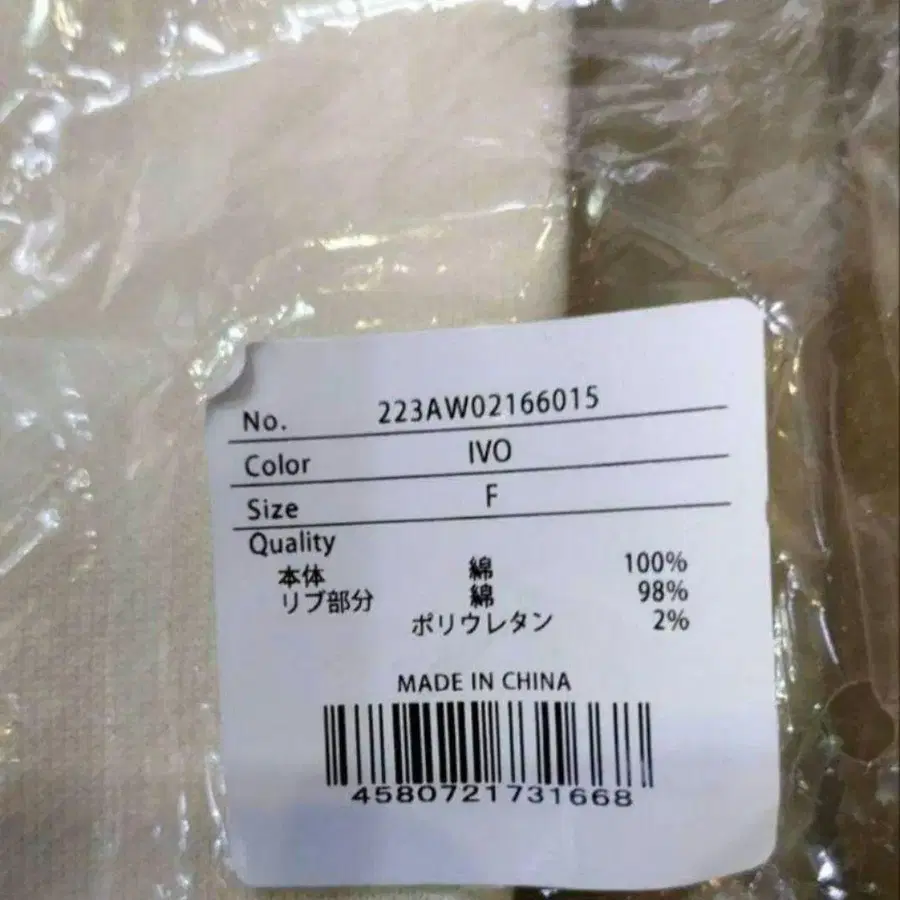 No. 223AW02166015
Color IVO
Size F
Quality
本体 綿 100%
リブ部分 綿 98%
ポリウレタン 2%
MADE IN CHINA
4580721731668